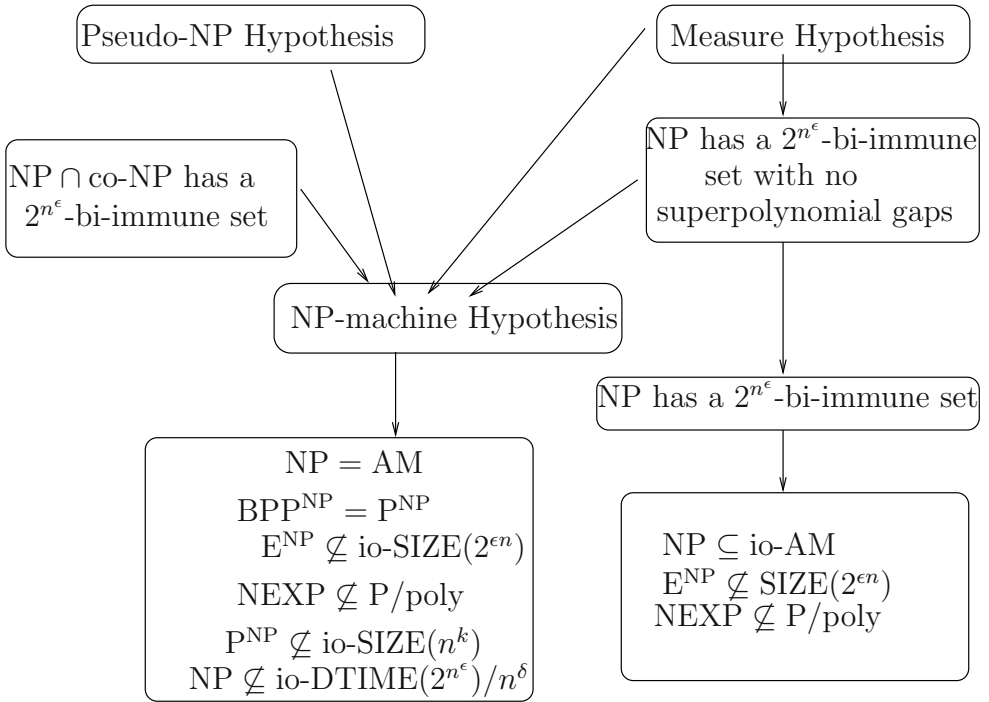 Pseudo-NP Hypothesis
Measure Hypothesis
NP ∩ co-NP has a
2^{n^ϵ}-bi-immune set
NP has a 2^{n^ϵ}-bi-immune
set with no
superpolynomial gaps
NP-machine Hypothesis
NP has a 2^{n^ϵ}-bi-immune set
NP = AM
BPP^{NP} = P^{NP}
E^{NP} ⊈ io-SIZE(2^{ϵn})
NEXP ⊈ P/poly
P^{NP} ⊈ io-SIZE(n^k)
NP ⊈ io-DTIME(2^{n^ϵ})/n^δ
NP ⊆ io-AM
E^{NP} ⊈ SIZE(2^{ϵn})
NEXP ⊈ P/poly